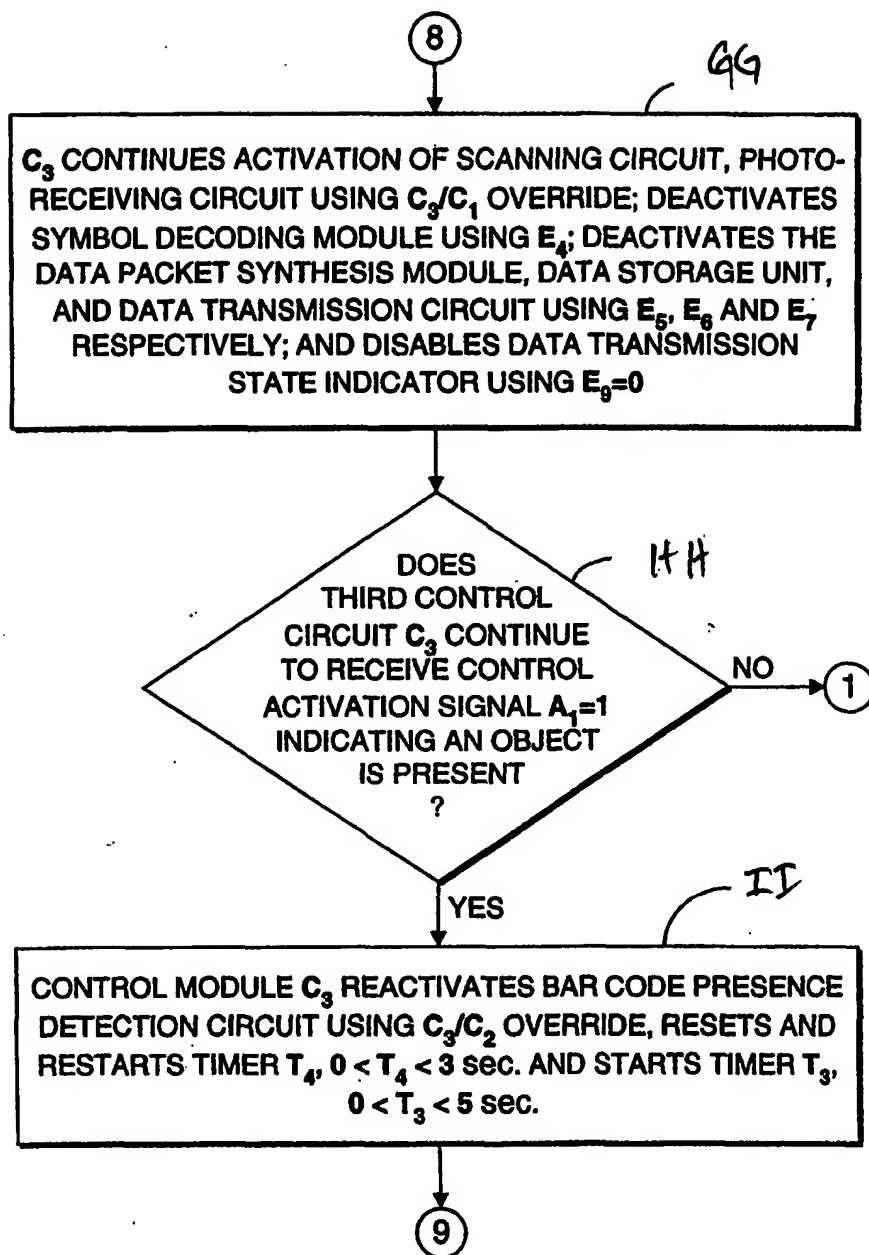 8
GG
C₃ CONTINUES ACTIVATION OF SCANNING CIRCUIT, PHOTO-
RECEIVING CIRCUIT USING C₃/C₁ OVERRIDE; DEACTIVATES
SYMBOL DECODING MODULE USING E₄; DEACTIVATES THE
DATA PACKET SYNTHESIS MODULE, DATA STORAGE UNIT,
AND DATA TRANSMISSION CIRCUIT USING E₅, E₆ AND E₇
RESPECTIVELY; AND DISABLES DATA TRANSMISSION
STATE INDICATOR USING E₉=0
HH
DOES
THIRD CONTROL
CIRCUIT C₃ CONTINUE
TO RECEIVE CONTROL
ACTIVATION SIGNAL A₁=1
INDICATING AN OBJECT
IS PRESENT
?
NO
1
YES
II
CONTROL MODULE C₃ REACTIVATES BAR CODE PRESENCE
DETECTION CIRCUIT USING C₃/C₂ OVERRIDE, RESETS AND
RESTARTS TIMER T₄, 0 < T₄ < 3 sec. AND STARTS TIMER T₃,
0 < T₃ < 5 sec.
9